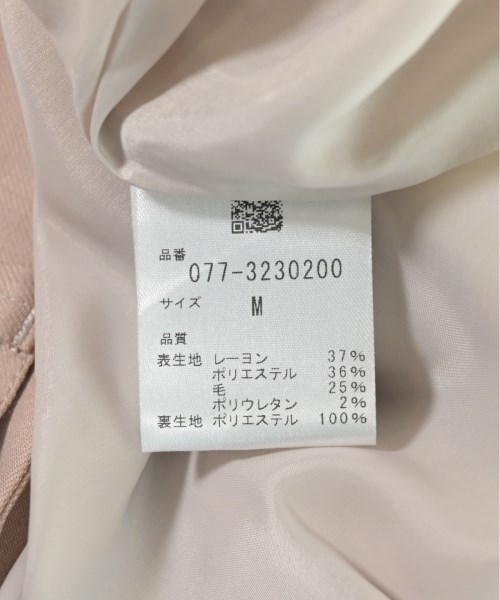 品番
077-3230200
サイズ M
品質
表生地 レーヨン 37%
ポリエステル 36%
毛 25%
ポリウレタン 2%
裏生地 ポリエステル 100%